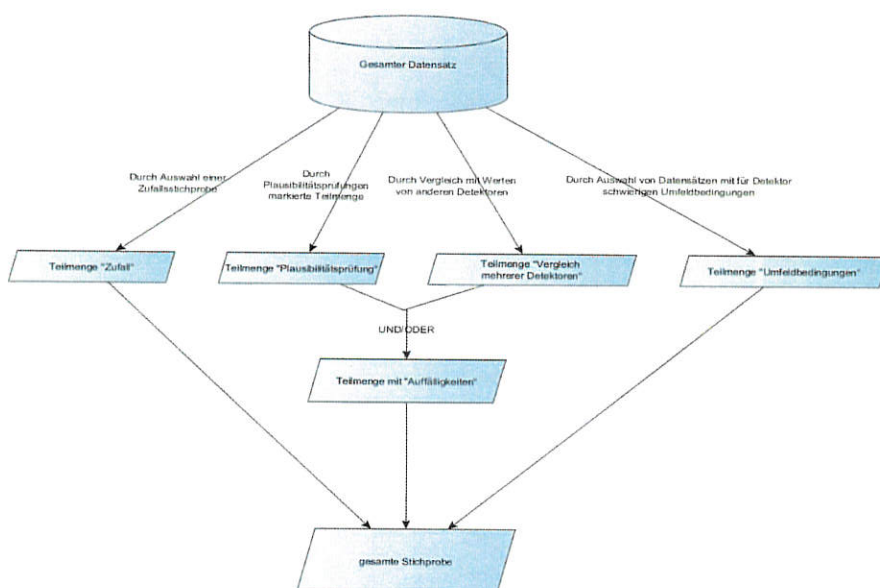 Gesamter Datensatz
Durch Auswahl einer
Zufallsstichprobe
Durch
Plausibilitätsprüfungen
markierte Teilmenge
Durch Vergleich mit Werten
von anderen Detektoren
Durch Auswahl von Datensätzen mit für Detektor
schwierigen Umfeldbedingungen
Teilmenge "Zufall"
Teilmenge "Plausibilitätsprüfung"
Teilmenge "Vergleich
mehrerer Detektoren"
Teilmenge "Umfeldbedingungen"
UND/ODER
Teilmenge mit "Auffälligkeiten"
gesamte Stichprobe